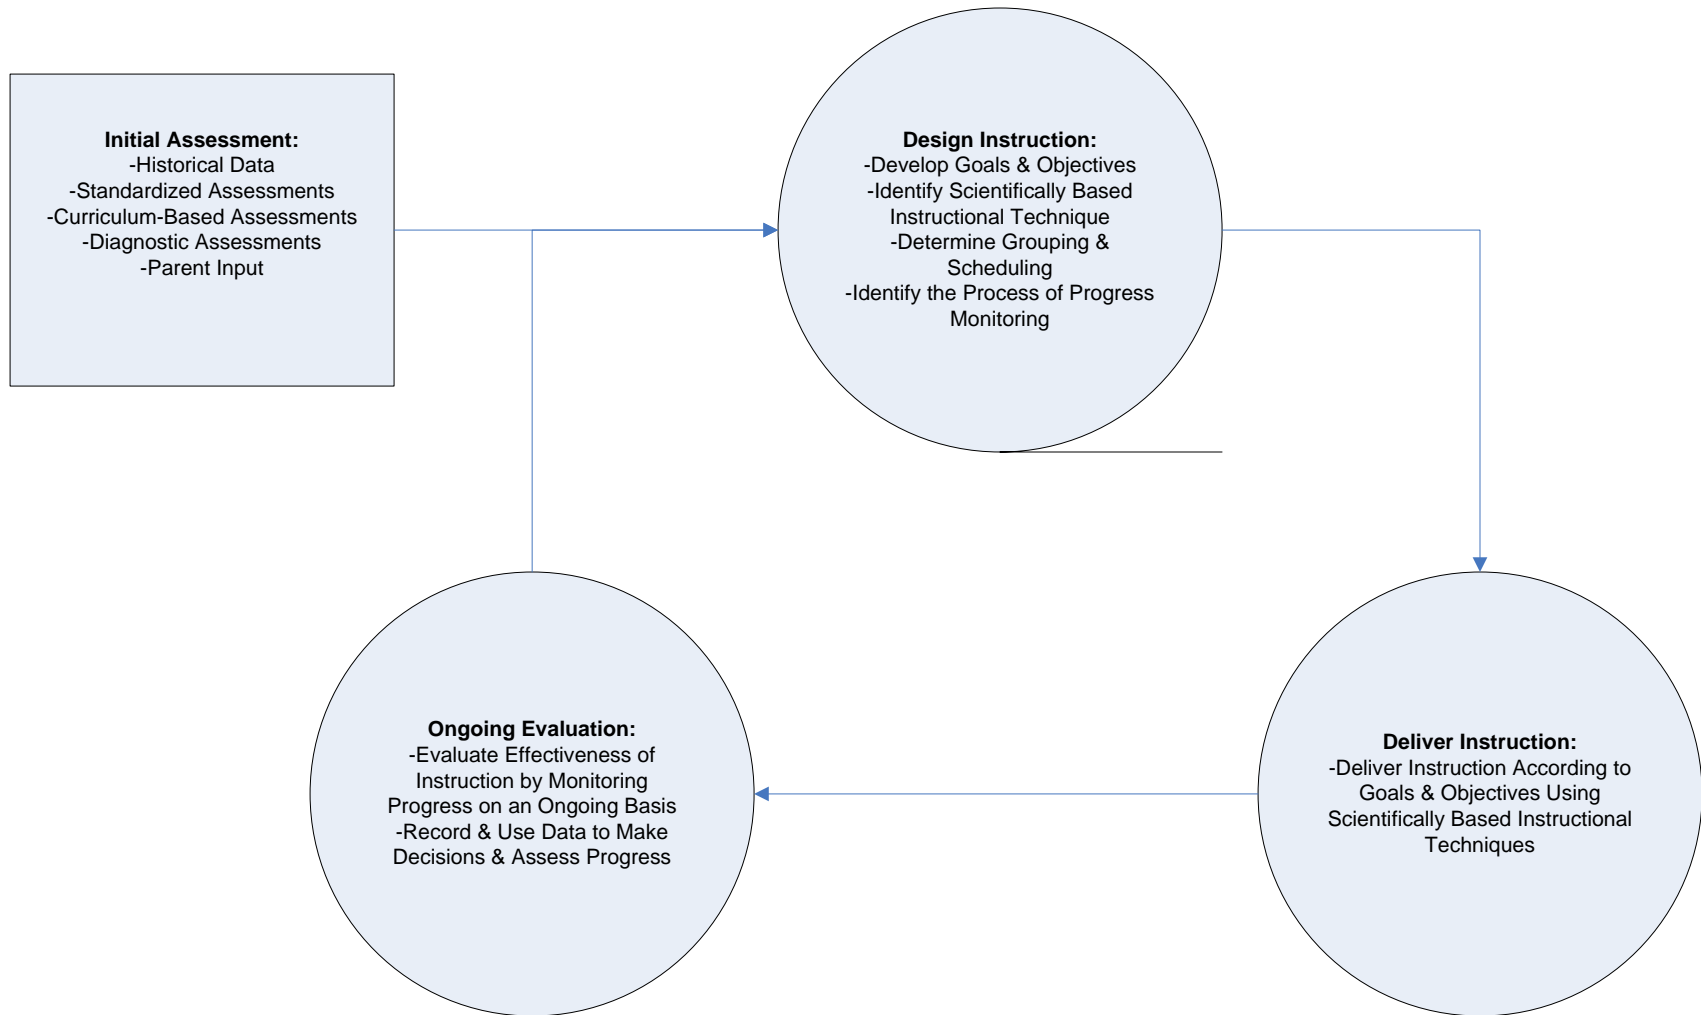 Initial Assessment:
-Historical Data
-Standardized Assessments
-Curriculum-Based Assessments
-Diagnostic Assessments
-Parent Input
Design Instruction:
-Develop Goals & Objectives
-Identify Scientifically Based
Instructional Technique
-Determine Grouping &
Scheduling
-Identify the Process of Progress
Monitoring
Ongoing Evaluation:
-Evaluate Effectiveness of
Instruction by Monitoring
Progress on an Ongoing Basis
-Record & Use Data to Make
Decisions & Assess Progress
Deliver Instruction:
-Deliver Instruction According to
Goals & Objectives Using
Scientifically Based Instructional
Techniques